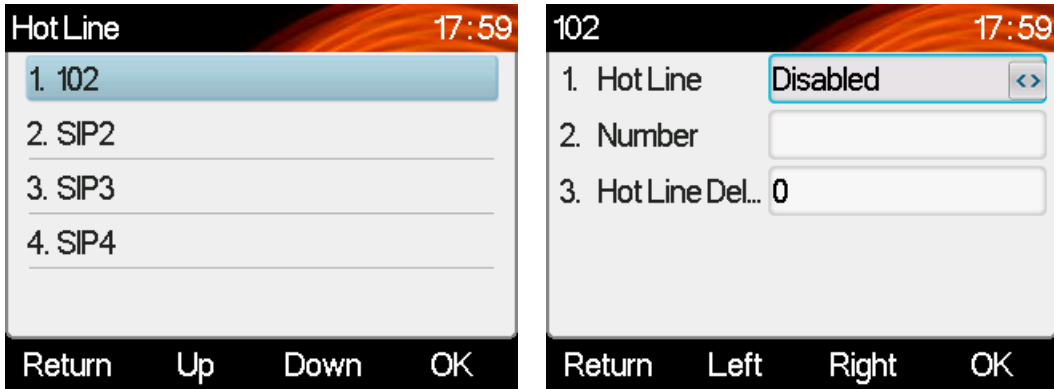 Hot Line 17:59
1. 102
2. SIP2
3. SIP3
4. SIP4
Return Up Down OK
102 17:59
1. Hot Line Disabled <>
2. Number
3. Hot Line Del... 0
Return Left Right OK